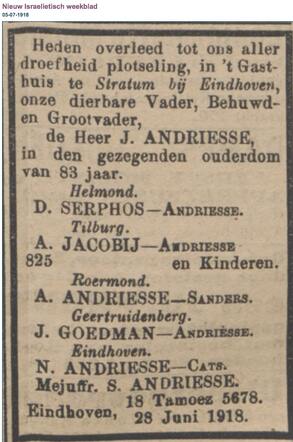 Nieuw Israelietisch weekblad
05-07-1918
Heden overleed tot ons aller
droefheid plotseling, in 't Gast-
huis te Stratum bij Eindhoven,
onze dierbare Vader, Behuwd-
en Grootvader,
de Heer J. ANDRIESSE,
in den gezegenden ouderdom
van 83 jaar.
Helmond.
D. SERPHOS—ANDRIESSE.
Tilburg.
A. JACOBIJ—ANDRIESSE
825 en Kinderen.
Roermond.
A. ANDRIESSE—SANDERS.
Geertruidenberg.
J. GOEDMAN—ANDRIESSE.
Eindhoven.
N. ANDRIESSE—CATS.
Mejuffr. S. ANDRIESSE.
18 Tamoez 5678.
Eindhoven, 28 Juni 1918.